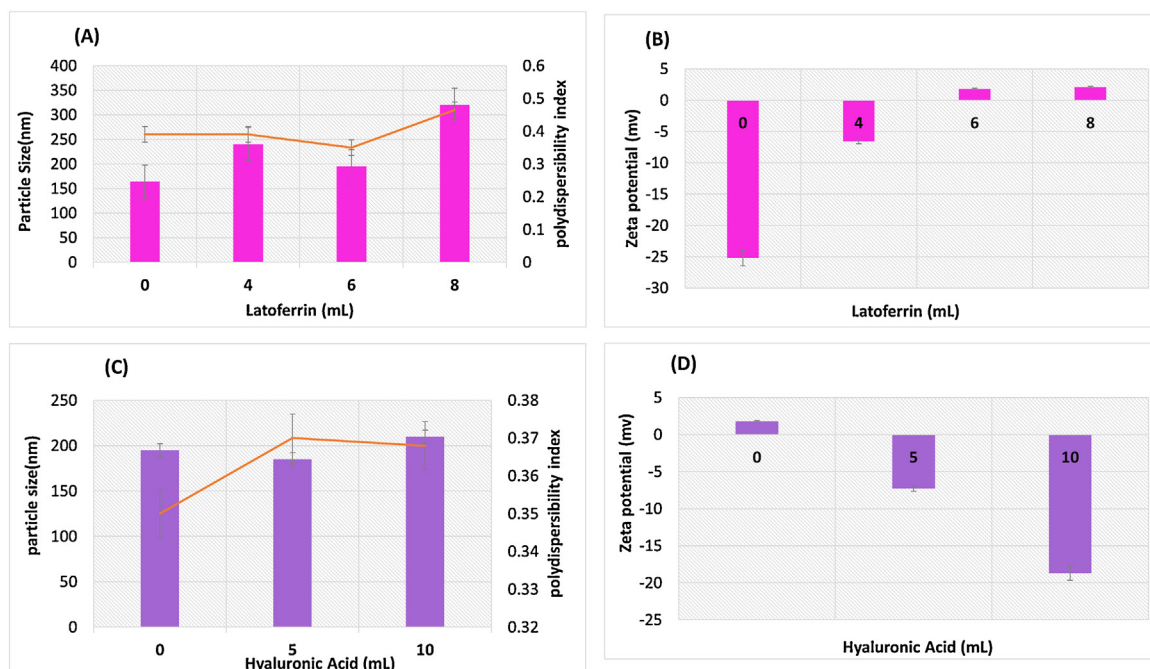 (A)
400
350
300
250
200
150
100
50
0
Particle Size(nm)
0.6
0.5
0.4
0.3
0.2
0.1
0
polydispersibility index
0 4 6 8
Latoferrin (mL)
(B)
5
0
-5
-10
-15
-20
-25
-30
Zeta potential (mv)
0 4 6 8
Latoferrin (mL)
(C)
250
200
150
100
50
0
particle size(nm)
0.38
0.37
0.36
0.35
0.34
0.33
0.32
polydispersibility index
0 5 10
Hyaluronic Acid (mL)
(D)
5
0
-5
-10
-15
-20
-25
Zeta potential (mv)
0 5 10
Hyaluronic Acid (mL)